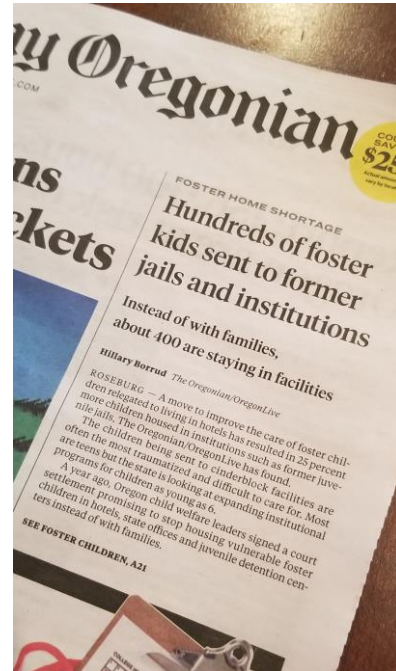 ay Oregonian
.COM
COU
SAV
$25
Actual amoun
vary by locat
ns
ckets
FOSTER HOME SHORTAGE
Hundreds of foster
kids sent to former
jails and institutions
Instead of with families,
about 400 are staying in facilities
Hillary Borrud The Oregonian/OregonLive
ROSEBURG — A move to improve the care of foster chil-
dren relegated to living in hotels has resulted in 25 percent
more children housed in institutions such as former juve-
nile jails, The Oregonian/OregonLive has found.
The children being sent to cinderblock facilities are
often the most traumatized and difficult to care for. Most
are teens but the state is looking at expanding institutional
programs for children as young as 6.
A year ago, Oregon child welfare leaders signed a court
settlement promising to stop housing vulnerable foster
children in hotels, state offices and juvenile detention cen-
ters instead of with families.
SEE FOSTER CHILDREN, A21